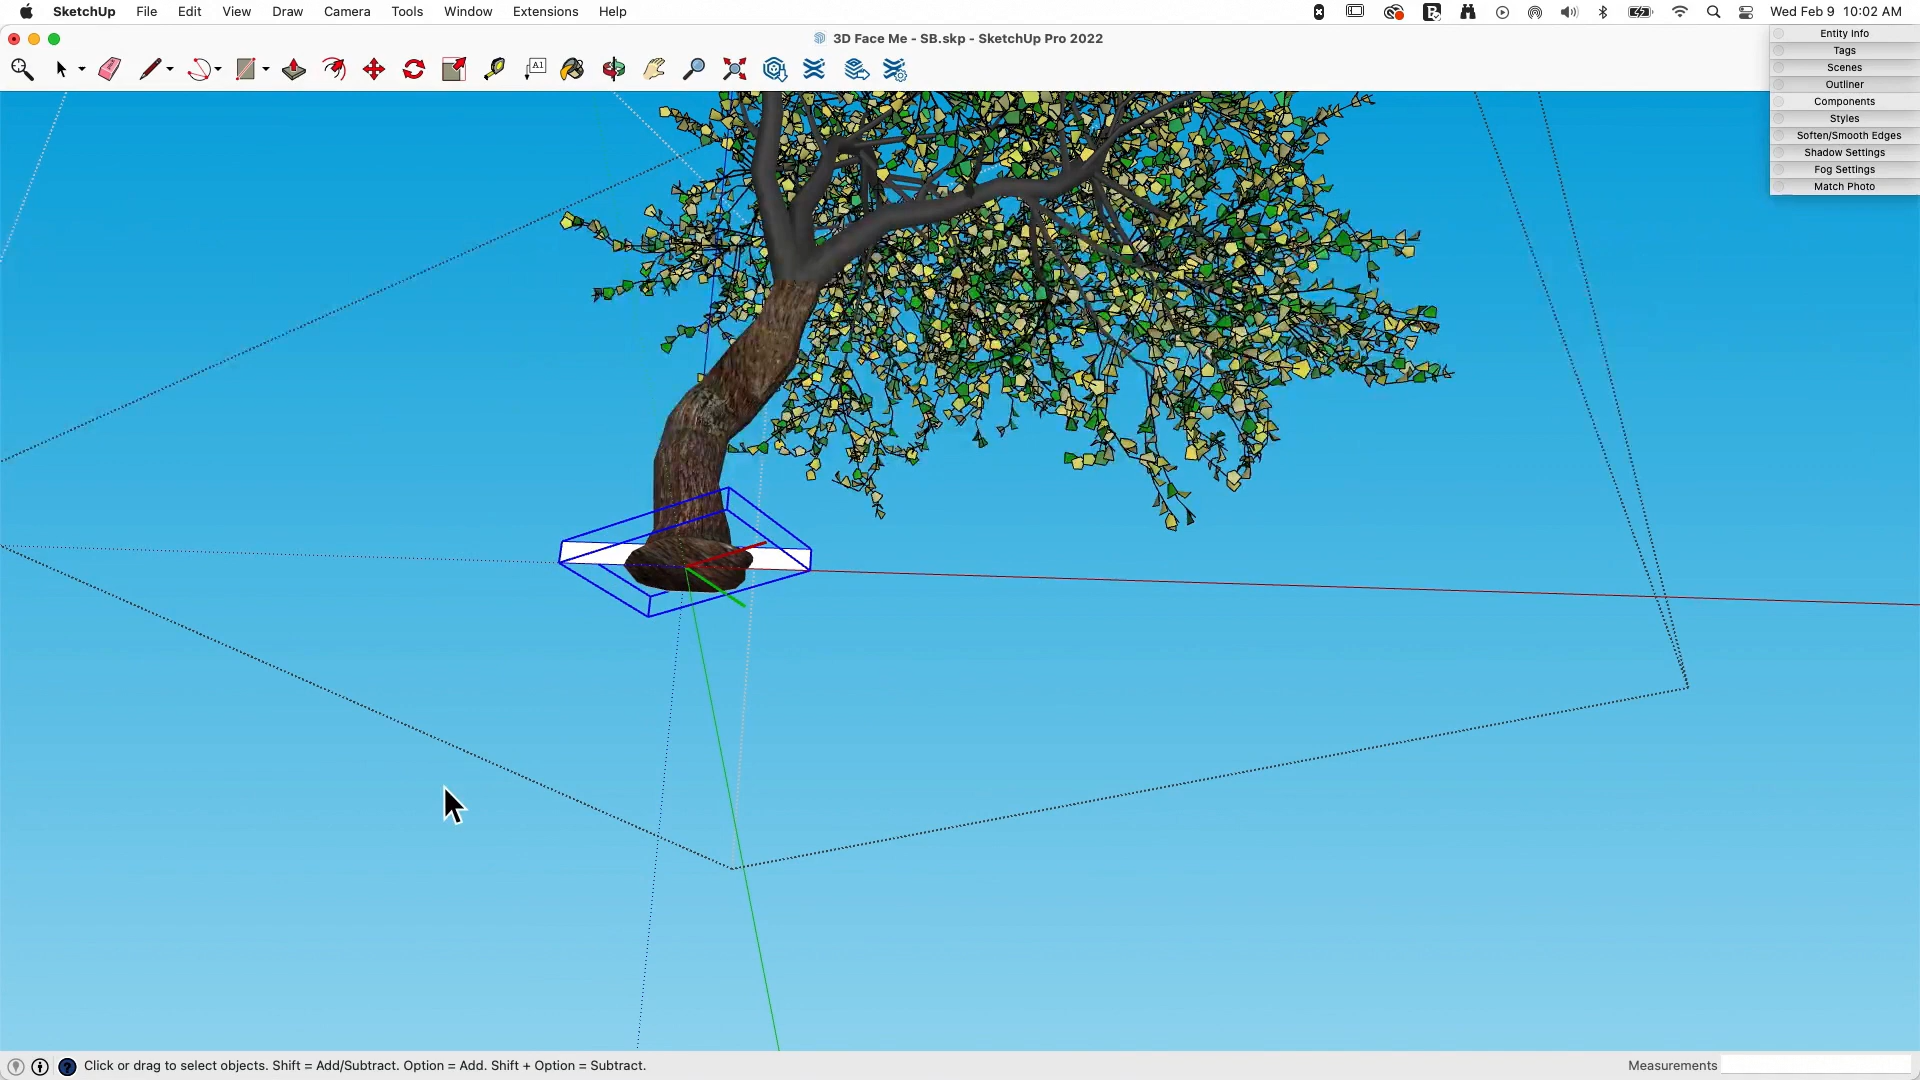 SketchUp File Edit View Draw Camera Tools Window Extensions Help Wed Feb 9 10:02 AM
3D Face Me - SB.skp - SketchUp Pro 2022
A1
Entity Info
Tags
Scenes
Outliner
Components
Styles
Soften/Smooth Edges
Shadow Settings
Fog Settings
Match Photo
Click or drag to select objects. Shift = Add/Subtract. Option = Add. Shift + Option = Subtract. Measurements